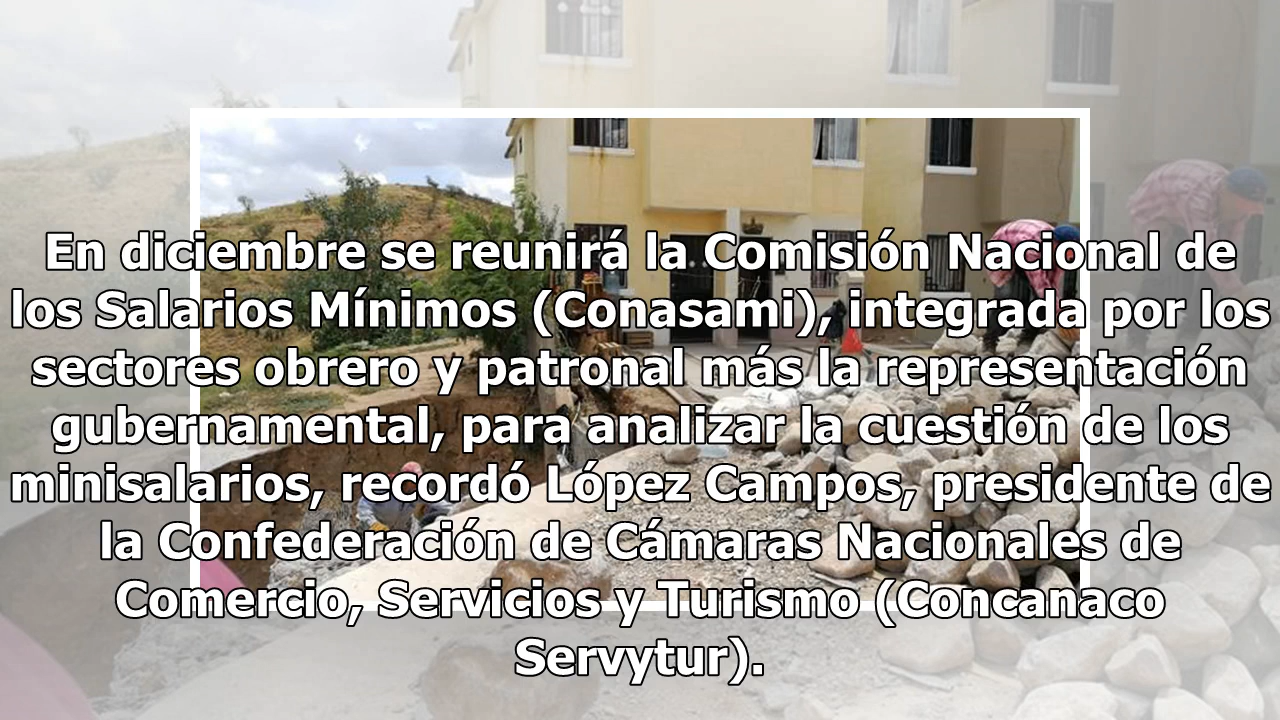 En diciembre se reunirá la Comisión Nacional de
los Salarios Mínimos (Conasami), integrada por los
sectores obrero y patronal más la representación
gubernamental, para analizar la cuestión de los
minisalarios, recordó López Campos, presidente de
la Confederación de Cámaras Nacionales de
Comercio, Servicios y Turismo (Concanaco
Servytur).